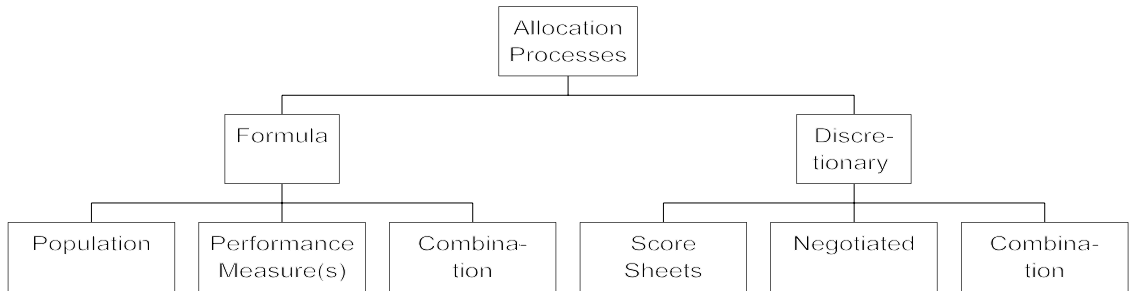 Allocation
Processes
Formula
Discre-
tionary
Population
Performance
Measure(s)
Combina-
tion
Score
Sheets
Negotiated
Combina-
tion